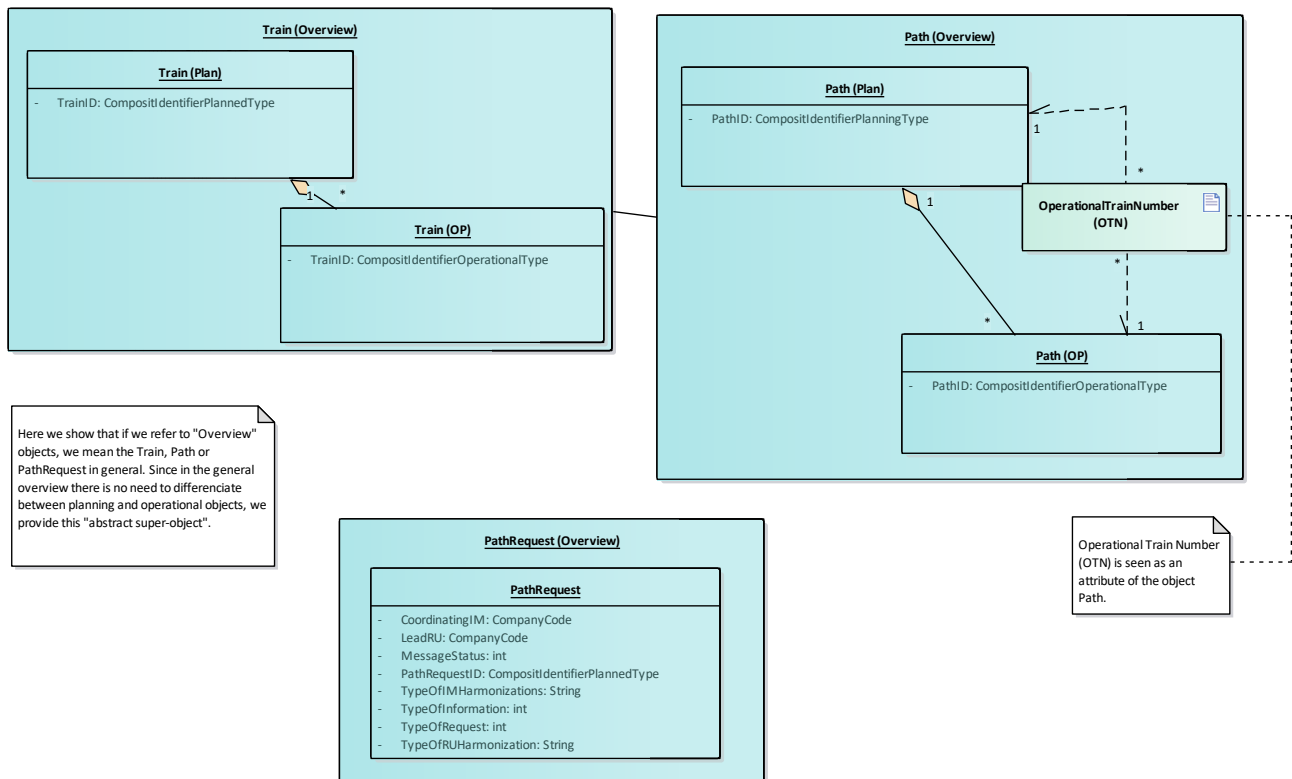 Train (Overview)
Train (Plan)
- TrainID: CompositIdentifierPlannedType
1
*
Train (OP)
- TrainID: CompositIdentifierOperationalType
Path (Overview)
Path (Plan)
- PathID: CompositIdentifierPlanningType
1
*
1
OperationalTrainNumber
(OTN)
*
1
*
Path (OP)
- PathID: CompositIdentifierOperationalType
Here we show that if we refer to "Overview"
objects, we mean the Train, Path or
PathRequest in general. Since in the general
overview there is no need to differenciate
between planning and operational objects, we
provide this "abstract super-object".
Operational Train Number
(OTN) is seen as an
attribute of the object
Path.
PathRequest (Overview)
PathRequest
- CoordinatingIM: CompanyCode
- LeadRU: CompanyCode
- MessageStatus: int
- PathRequestID: CompositIdentifierPlannedType
- TypeOfIMHarmonizations: String
- TypeOfInformation: int
- TypeOfRequest: int
- TypeOfRUHarmonization: String